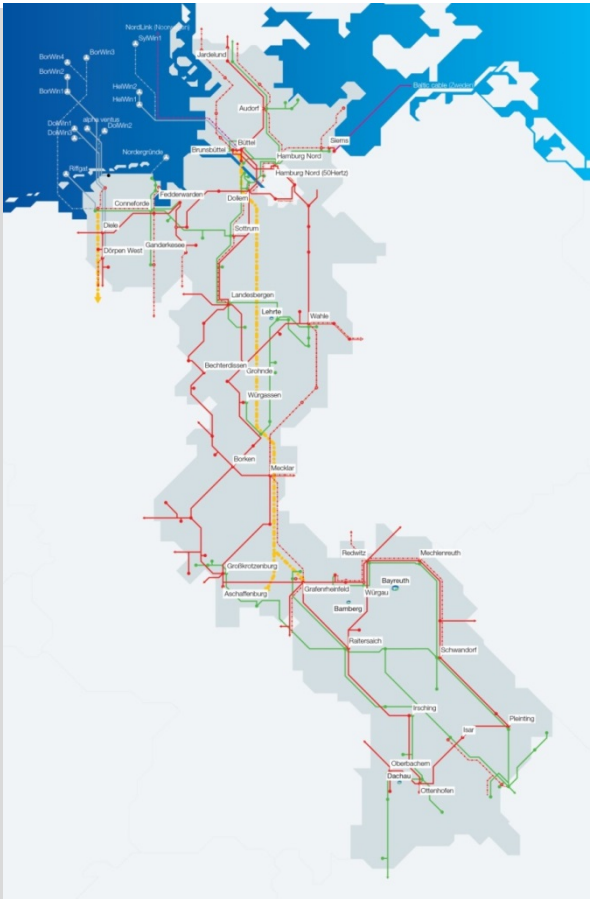 NordLink (Norwegen)
SylWin1
BorWin4
BorWin3
BorWin2
BorWin1
HelWin2
HelWin1
alpha ventus
DolWin1
DolWin3
DolWin2
Nordergründe
Riffgat
Baltic cable (Sweden)
Jardelund
Audorf
Siems
Büttel
Brunsbüttel
Hamburg Nord
Hamburg Nord (50Hertz)
Dollern
Fedderwarden
Conneforde
Diele
Sottrum
Ganderkesee
Dörpen West
Landesbergen
Lehrte
Wahle
Bechterdissen
Grohnde
Würgassen
Borken
Mecklar
Großkrotzenburg
Aschaffenburg
Redwitz
Mechlenreuth
Grafenrheinfeld
Bayreuth
Würgau
Bamberg
Raitersaich
Schwandorf
Irsching
Pleinting
Isar
Oberbachern
Dachau
Ottenhofen